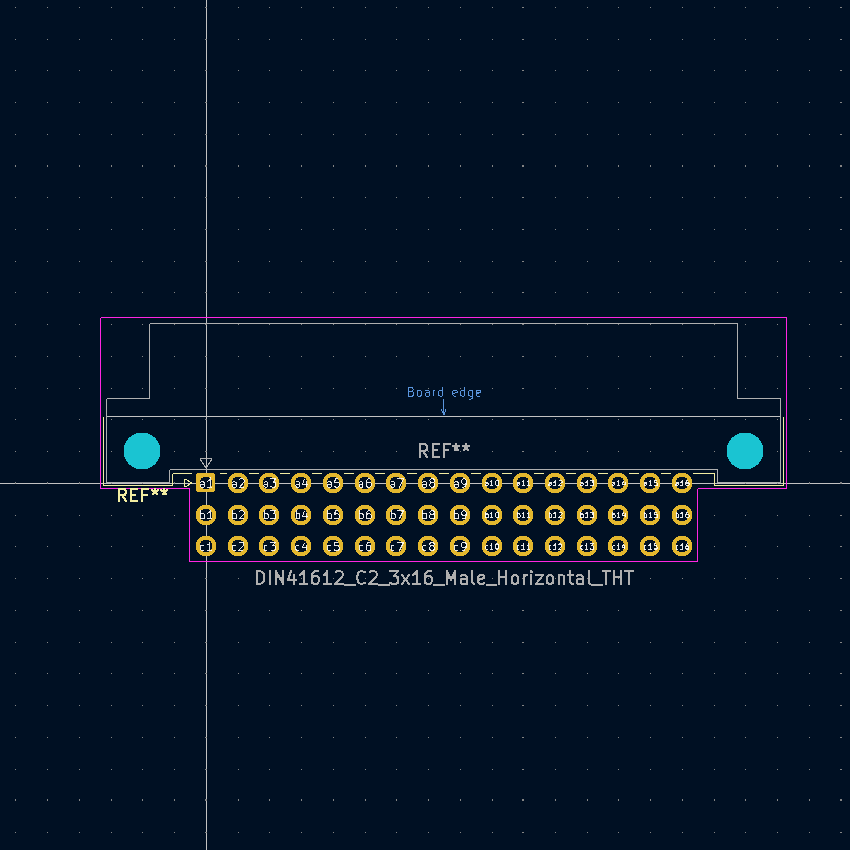 Board edge
REF**
REF**
a1 a2 a3 a4 a5 a6 a7 a8 a9 a10 a11 a12 a13 a14 a15 a16
b1 b2 b3 b4 b5 b6 b7 b8 b9 b10 b11 b12 b13 b14 b15 b16
c1 c2 c3 c4 c5 c6 c7 c8 c9 c10 c11 c12 c13 c14 c15 c16
DIN41612_C2_3x16_Male_Horizontal_THT